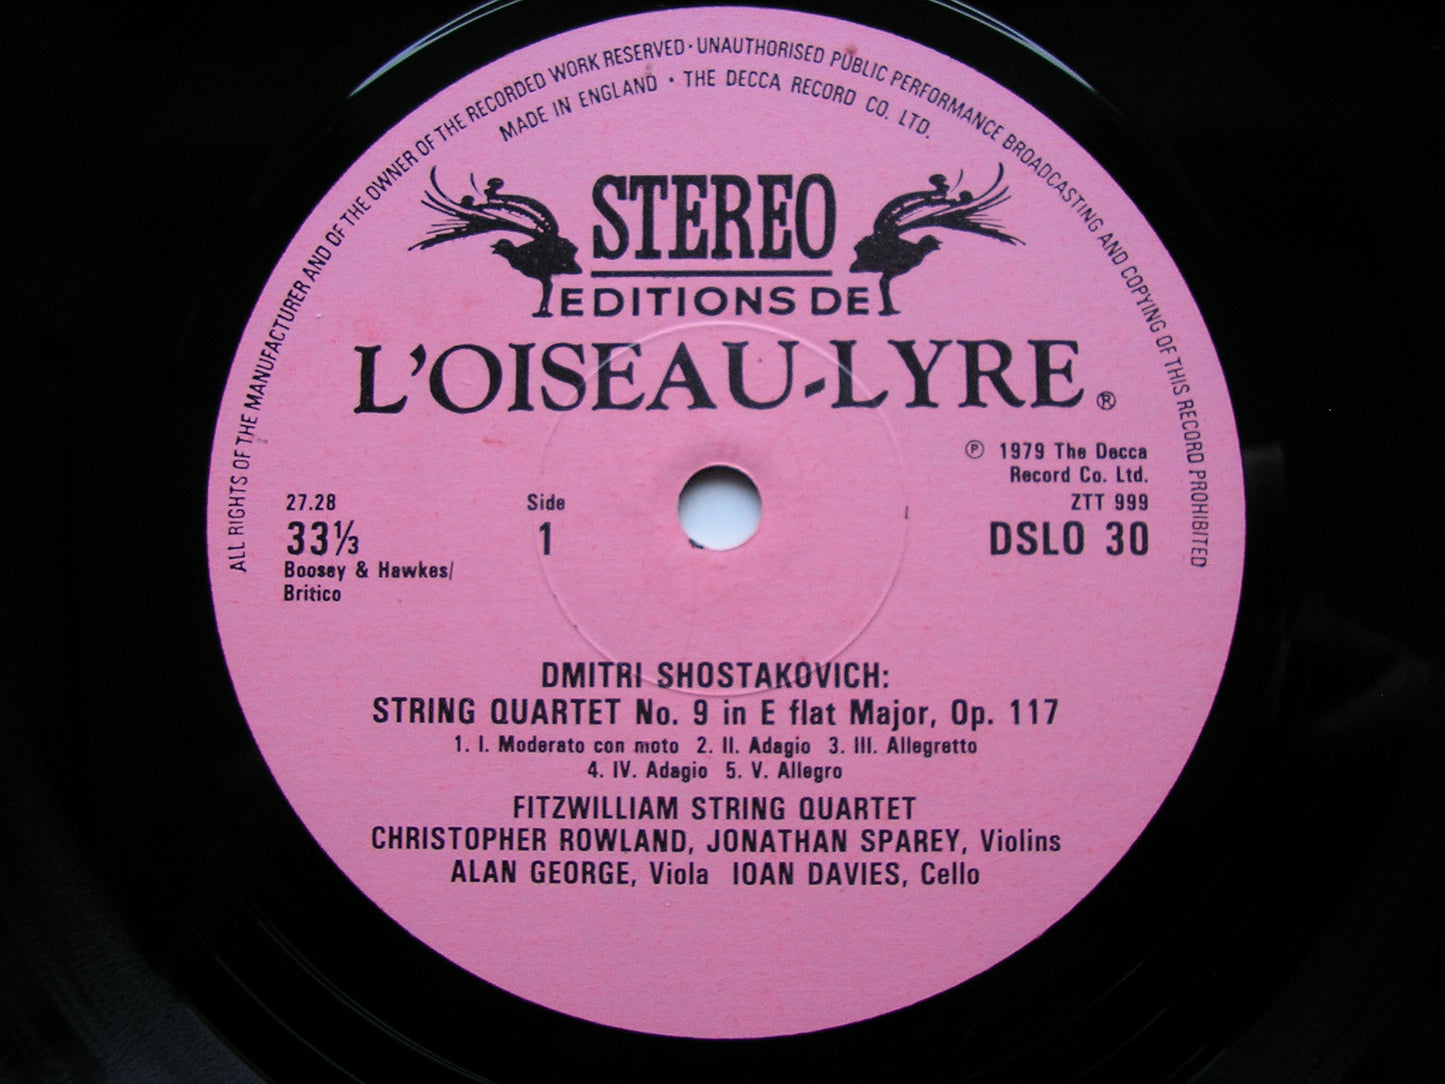 ALL RIGHTS OF THE MANUFACTURER AND OF THE OWNER OF THE RECORDED WORK RESERVED · UNAUTHORISED PUBLIC PERFORMANCE BROADCASTING AND COPYING OF THIS RECORD PROHIBITED
MADE IN ENGLAND · THE DECCA RECORD CO. LTD.
STEREO
EDITIONS DE
L'OISEAU-LYRE ®
℗ 1979 The Decca
Record Co. Ltd.
27.28
Side
ZTT 999
33⅓
1
DSLO 30
Boosey & Hawkes/
Britico
DMITRI SHOSTAKOVICH:
STRING QUARTET No. 9 in E flat Major, Op. 117
1. I. Moderato con moto 2. II. Adagio 3. III. Allegretto
4. IV. Adagio 5. V. Allegro
FITZWILLIAM STRING QUARTET
CHRISTOPHER ROWLAND, JONATHAN SPAREY, Violins
ALAN GEORGE, Viola IOAN DAVIES, Cello